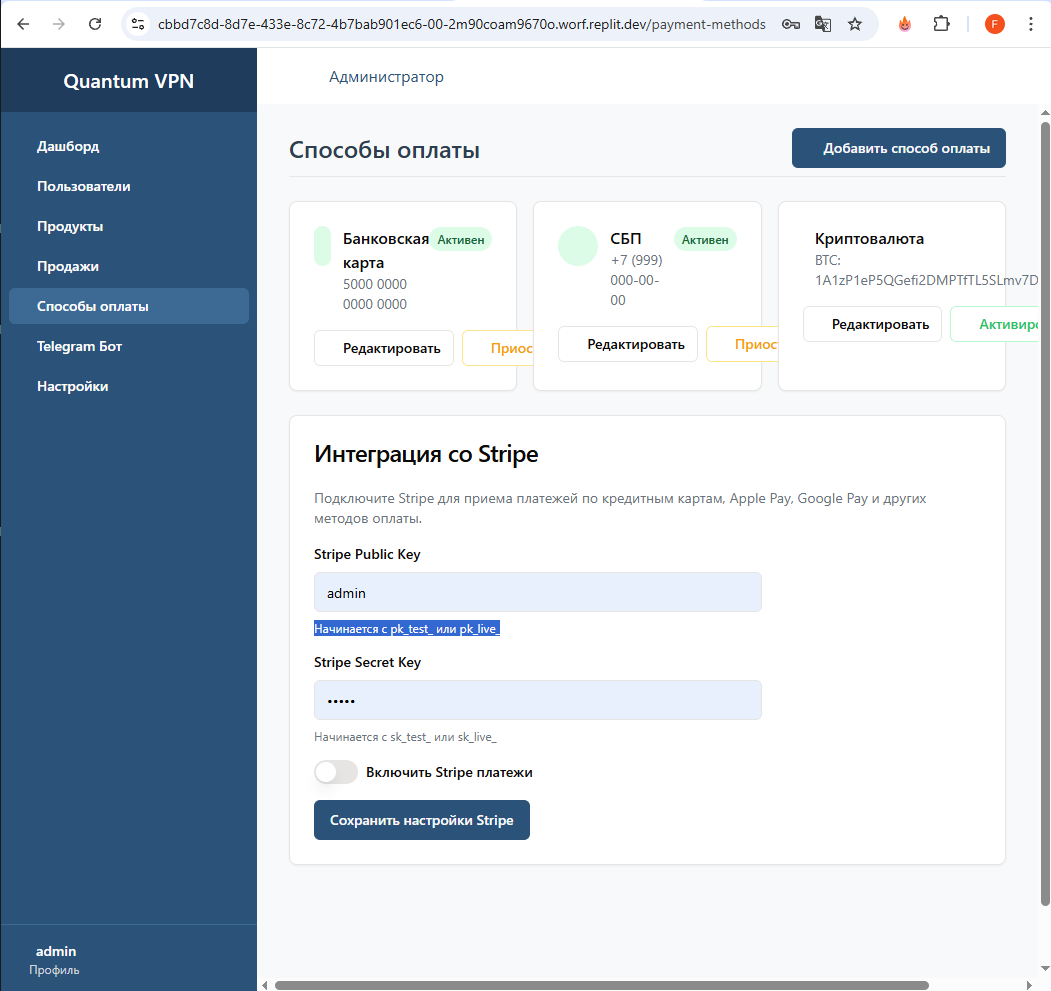 cbbd7c8d-8d7e-433e-8c72-4b7bab901ec6-00-2m90coam9670o.worf.replit.dev/payment-methods
F
Quantum VPN
Администратор
Дашборд
Пользователи
Продукты
Продажи
Способы оплаты
Telegram Бот
Настройки
admin
Профиль
Способы оплаты
Добавить способ оплаты
Банковская
карта
Активен
5000 0000
0000 0000
Редактировать
Приос
СБП
Активен
+7 (999)
000-00-
00
Редактировать
Приос
Криптовалюта
BTC:
1A1zP1eP5QGefi2DMPTfTL5SLmv7D
Редактировать
Активиро
Интеграция со Stripe
Подключите Stripe для приема платежей по кредитным картам, Apple Pay, Google Pay и других
методов оплаты.
Stripe Public Key
admin
Начинается с pk_test_ или pk_live_
Stripe Secret Key
•••••
Начинается с sk_test_ или sk_live_
Включить Stripe платежи
Сохранить настройки Stripe